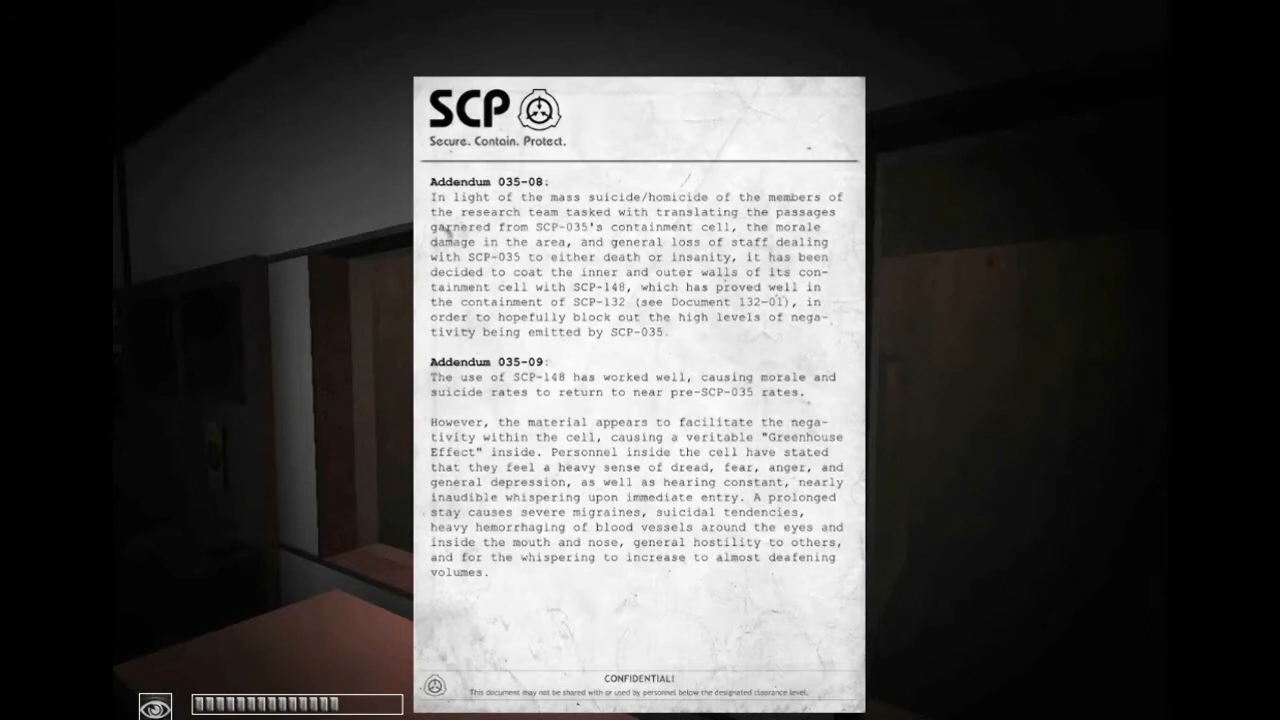 SCP
Secure. Contain. Protect.
Addendum 035-08:
In light of the mass suicide/homicide of the members of
the research team tasked with translating the passages
garnered from SCP-035's containment cell, the morale
damage in the area, and general loss of staff dealing
with SCP-035 to either death or insanity, it has been
decided to coat the inner and outer walls of its con-
tainment cell with SCP-148, which has proved well in
the containment of SCP-132 (see Document 132-01), in
order to hopefully block out the high levels of nega-
tivity being emitted by SCP-035.
Addendum 035-09:
The use of SCP-148 has worked well, causing morale and
suicide rates to return to near pre-SCP-035 rates.
However, the material appears to facilitate the nega-
tivity within the cell, causing a veritable "Greenhouse
Effect" inside. Personnel inside the cell have stated
that they feel a heavy sense of dread, fear, anger, and
general depression, as well as hearing constant, nearly
inaudible whispering upon immediate entry. A prolonged
stay causes severe migraines, suicidal tendencies,
heavy hemorrhaging of blood vessels around the eyes and
inside the mouth and nose, general hostility to others,
and for the whispering to increase to almost deafening
volumes.
CONFIDENTIAL!
This document may not be shared with or used by personnel below the designated clearance level.